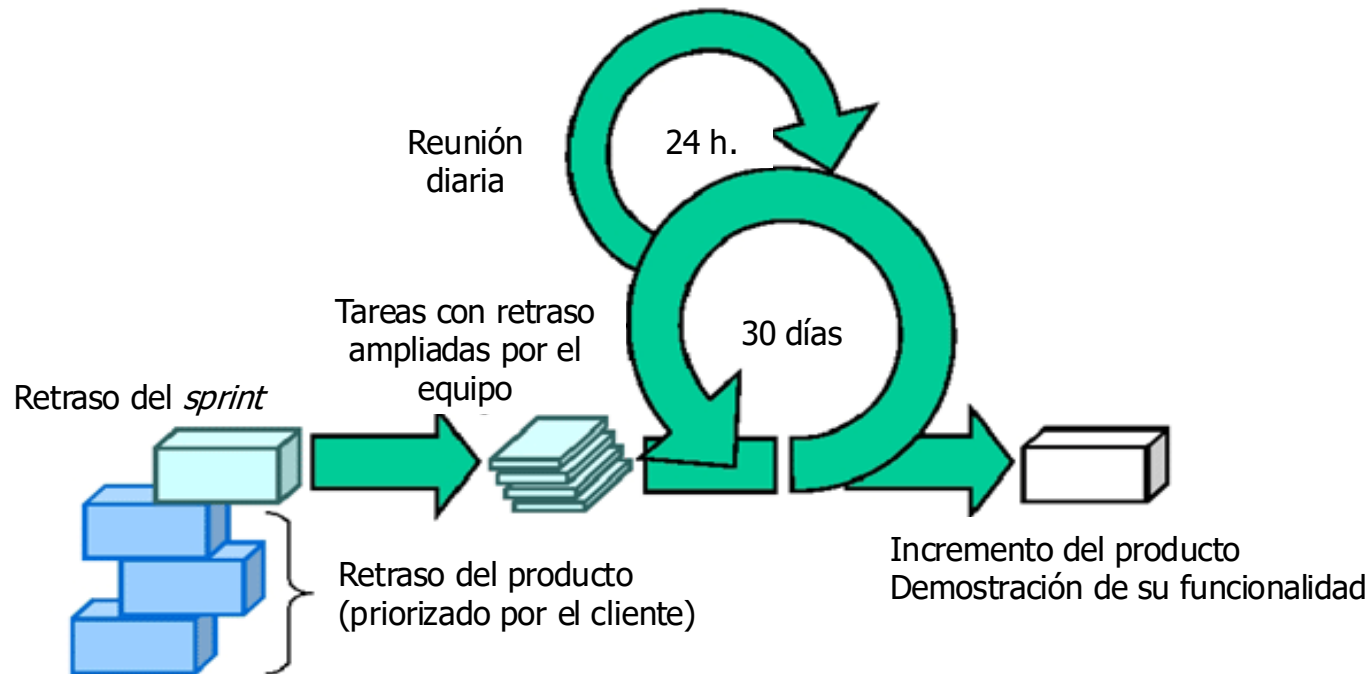 Reunión
diaria
24 h.
Tareas con retraso
ampliadas por el
equipo
30 días
Retraso del sprint
Retraso del producto
(priorizado por el cliente)
Incremento del producto
Demostración de su funcionalidad